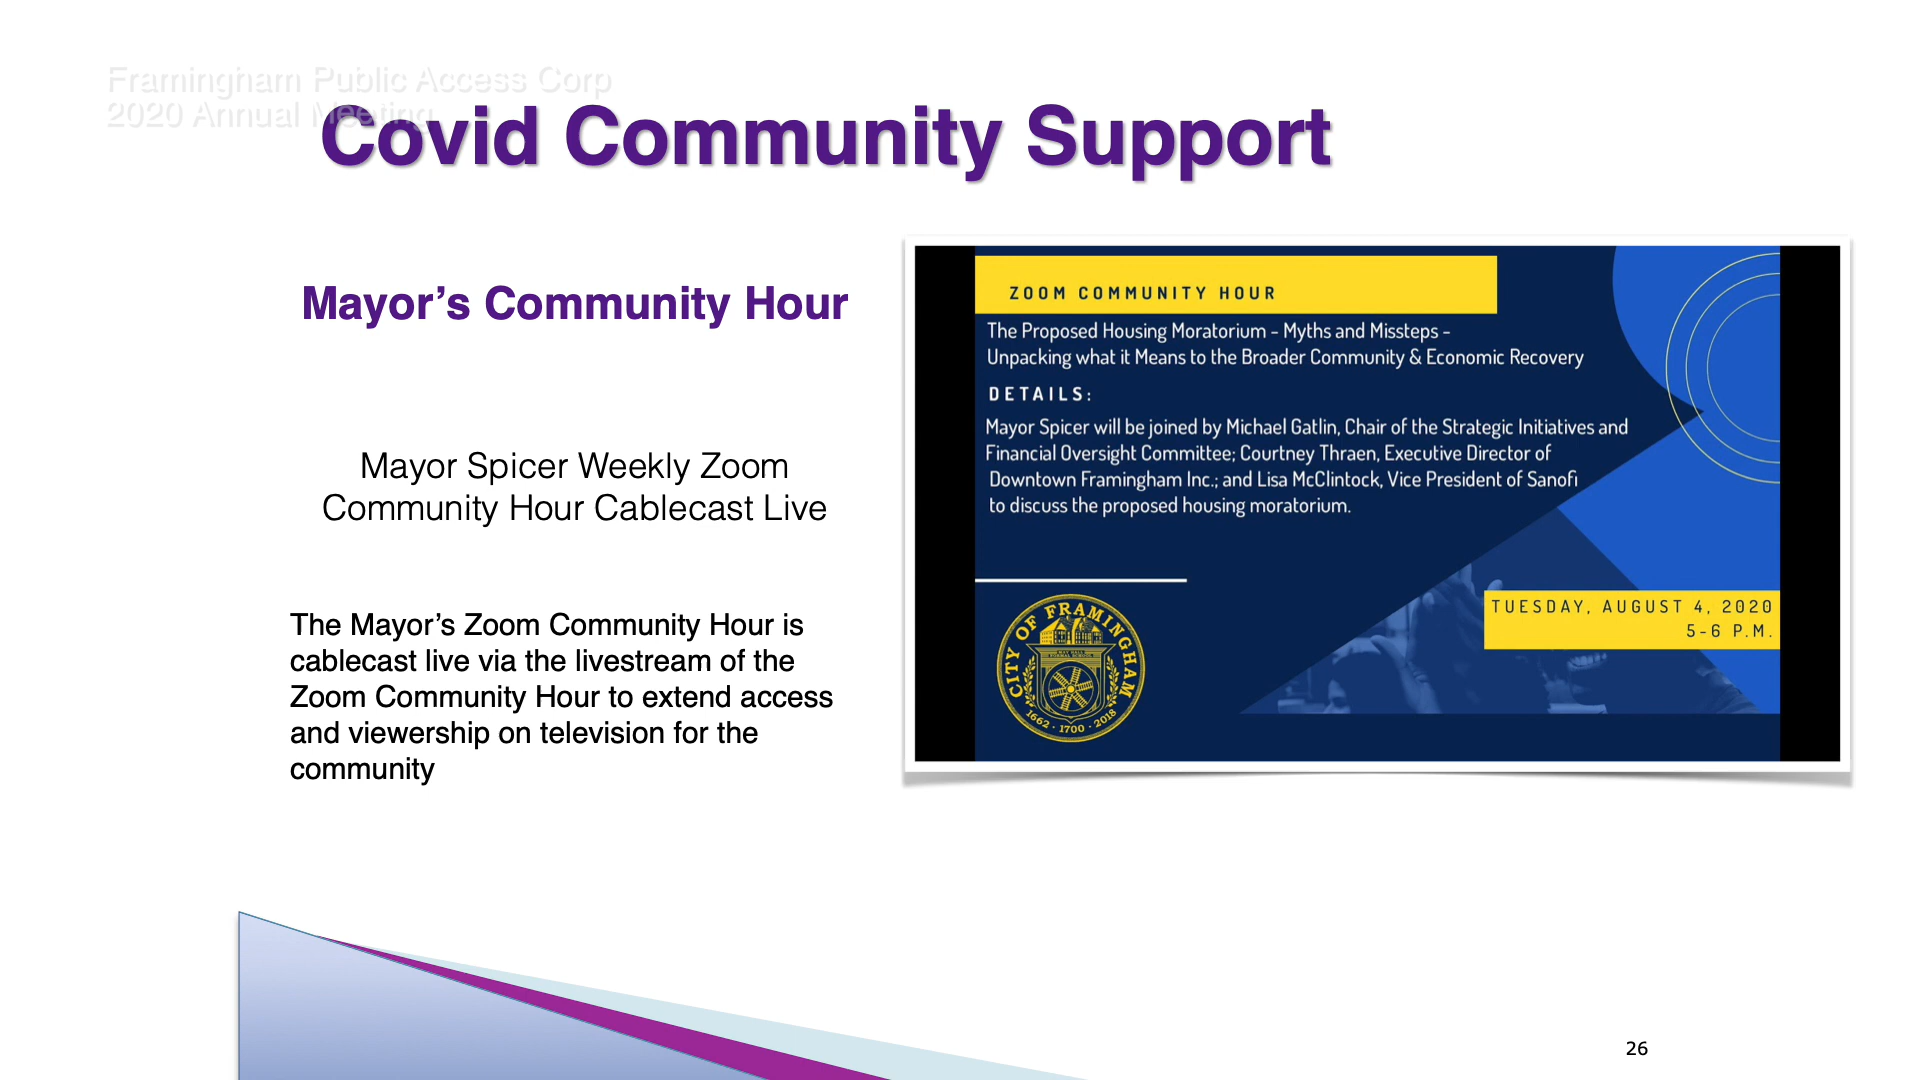 Framingham Public Access Corp
2020 Annual Meeting
Covid Community Support
Mayor’s Community Hour
Mayor Spicer Weekly Zoom
Community Hour Cablecast Live
The Mayor’s Zoom Community Hour is
cablecast live via the livestream of the
Zoom Community Hour to extend access
and viewership on television for the
community
ZOOM COMMUNITY HOUR
The Proposed Housing Moratorium - Myths and Missteps -
Unpacking what it Means to the Broader Community & Economic Recovery
DETAILS:
Mayor Spicer will be joined by Michael Gatlin, Chair of the Strategic Initiatives and
Financial Oversight Committee; Courtney Thraen, Executive Director of
Downtown Framingham Inc.; and Lisa McClintock, Vice President of Sanofi
to discuss the proposed housing moratorium.
CITY OF FRAMINGHAM
1662 · 1700 · 2018
TUESDAY, AUGUST 4, 2020
5-6 P.M.
26